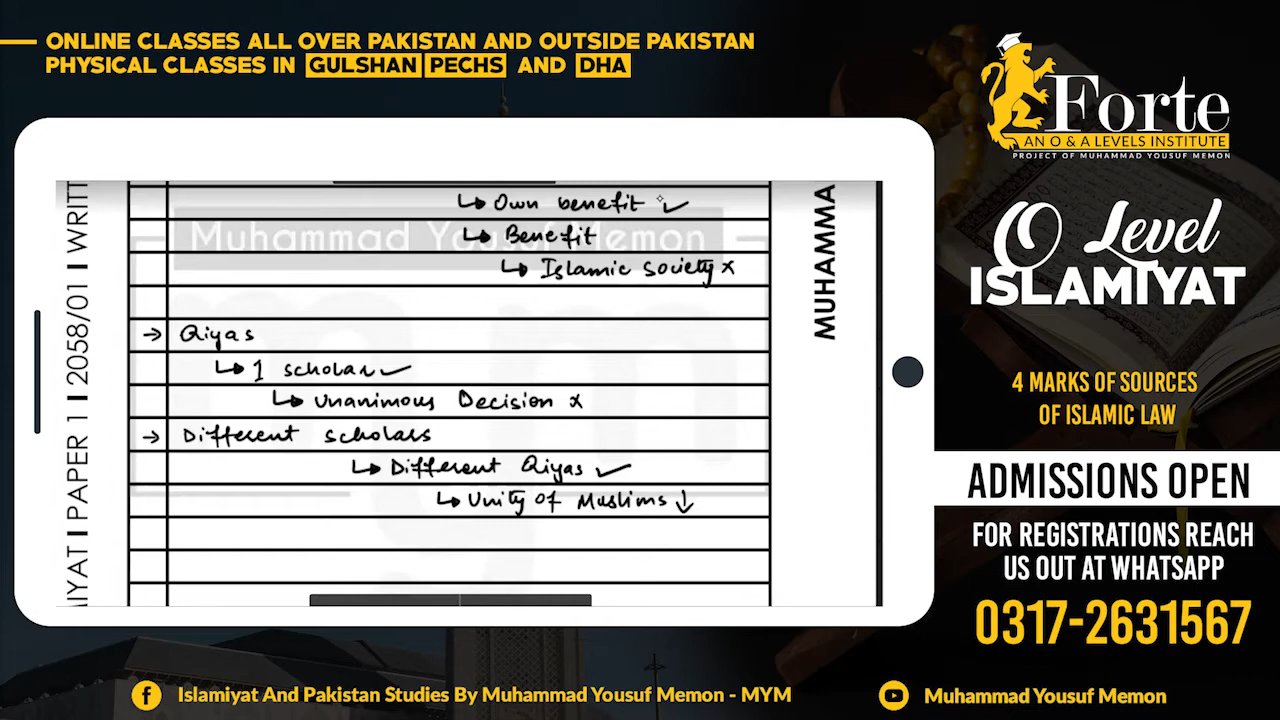 ONLINE CLASSES ALL OVER PAKISTAN AND OUTSIDE PAKISTAN
PHYSICAL CLASSES IN GULSHAN PECHS AND DHA
Forte
AN O & A LEVELS INSTITUTE
PROJECT OF MUHAMMAD YOUSUF MEMON
IYAT I PAPER 1 I 2058/01 I WRITT
MUHAMMA
Muhammad Yousuf Memon
↳ Own benefit ✓
↳ Benefit
↳ Islamic society x
→ Qiyas
↳ 1 scholar ✓
↳ unanimous Decision x
→ Different scholars
↳ Different Qiyas ✓
↳ Unity of Muslims ↓
O Level
ISLAMIYAT
4 MARKS OF SOURCES
OF ISLAMIC LAW
ADMISSIONS OPEN
FOR REGISTRATIONS REACH
US OUT AT WHATSAPP
0317-2631567
Islamiyat And Pakistan Studies By Muhammad Yousuf Memon - MYM
Muhammad Yousuf Memon